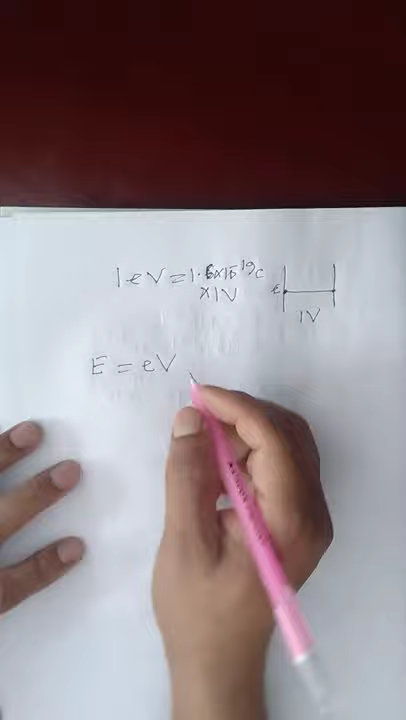 1eV = 1.6x10¯¹⁹c
x1V
e
1V
E = eV